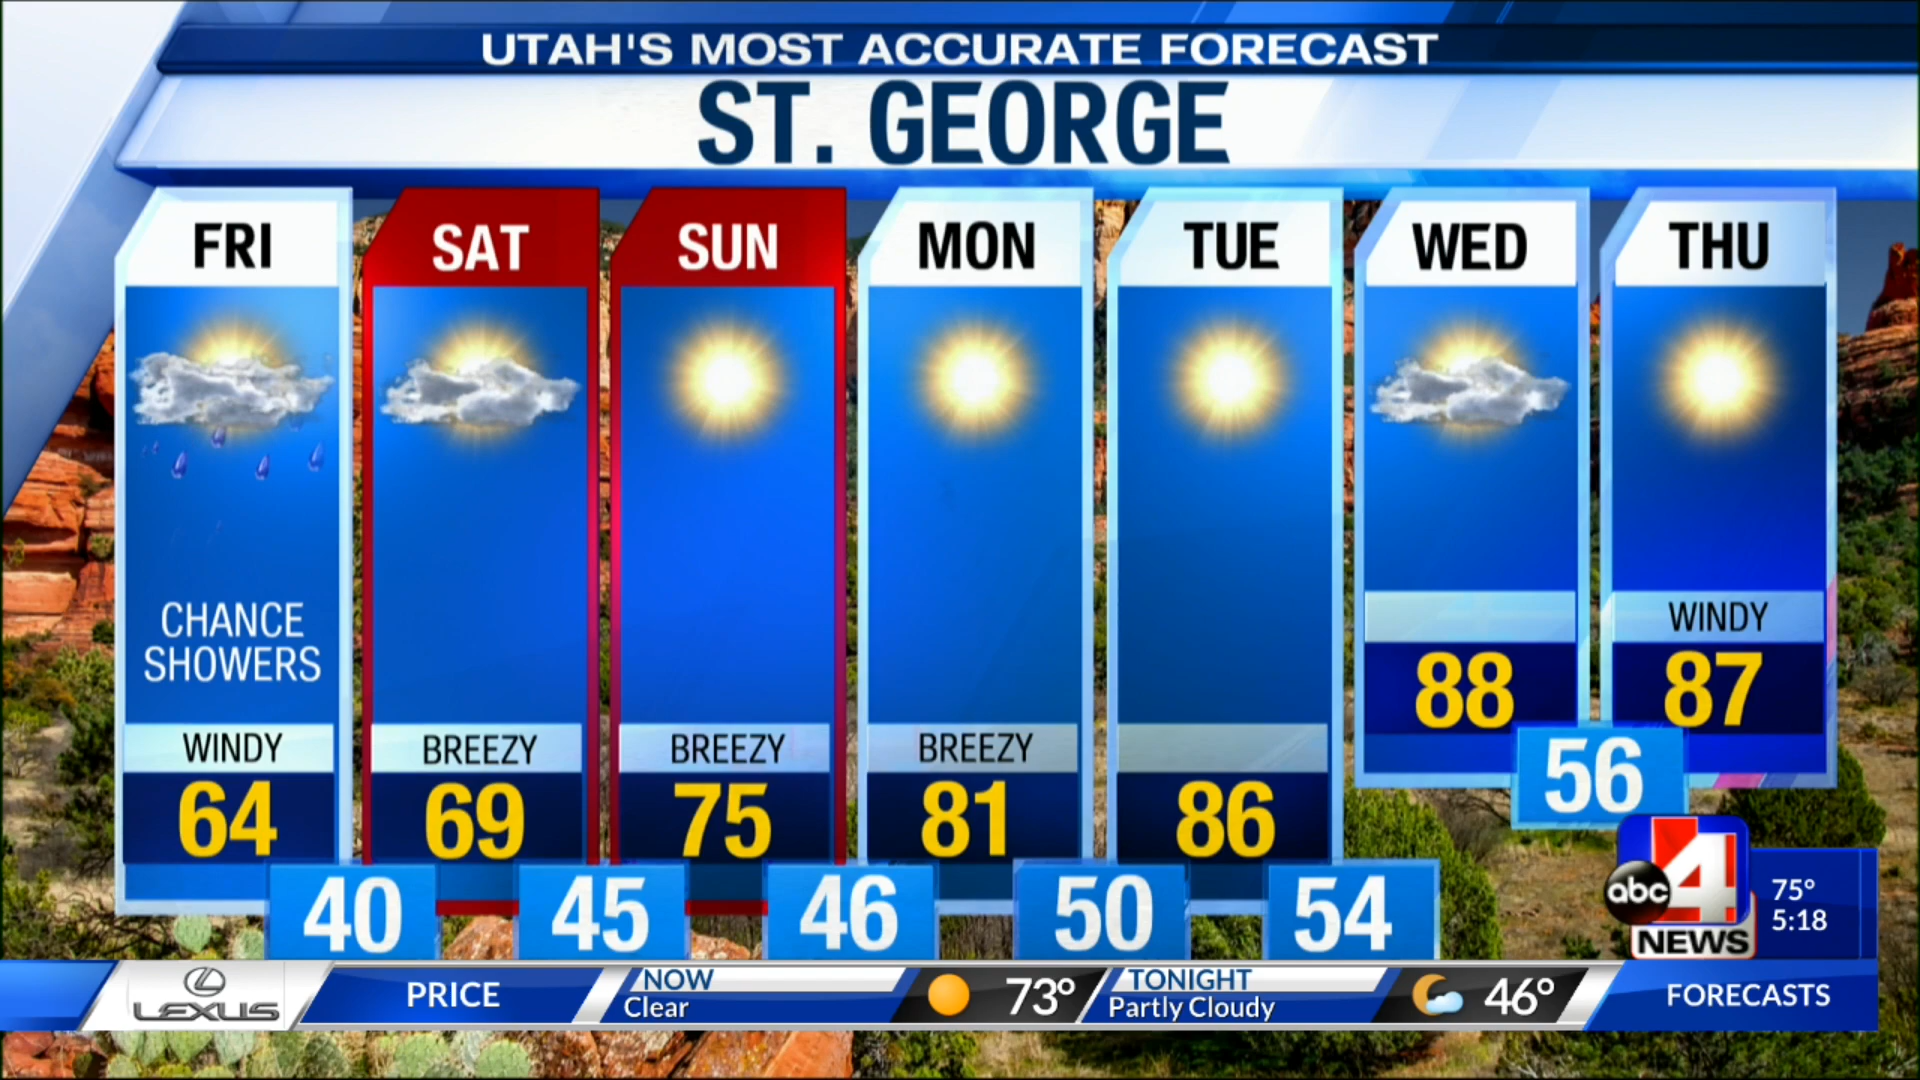 UTAH'S MOST ACCURATE FORECAST
ST. GEORGE
FRI
SAT
SUN
MON
TUE
WED
THU
CHANCE
SHOWERS
WINDY
BREEZY
BREEZY
BREEZY
WINDY
64
69
75
81
86
88
87
40
45
46
50
54
56
abc
4
NEWS
75°
5:18
LEXUS
PRICE
NOW
Clear
73°
TONIGHT
Partly Cloudy
46°
FORECASTS